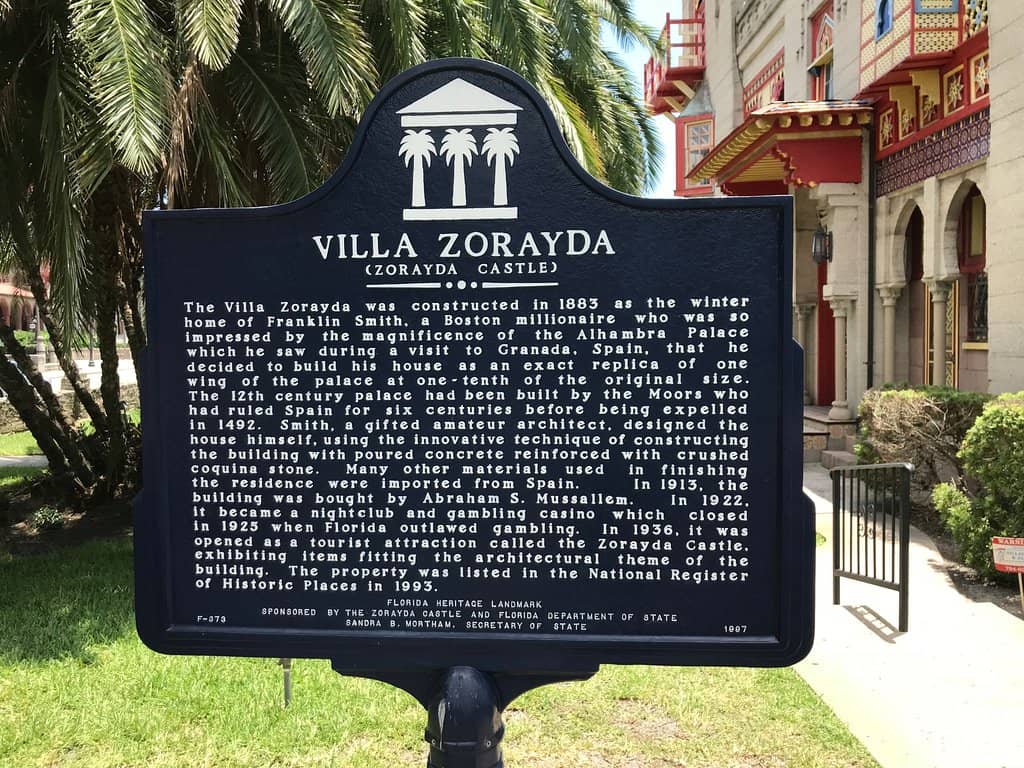 VILLA ZORAYDA
(ZORAYDA CASTLE)
The Villa Zorayda was constructed in 1883 as the winter
home of Franklin Smith, a Boston millionaire who was so
impressed by the magnificence of the Alhambra Palace
which he saw during a visit to Granada, Spain, that he
decided to build his house as an exact replica of one
wing of the palace at one-tenth of the original size.
The 12th century palace had been built by the Moors who
had ruled Spain for six centuries before being expelled
in 1492. Smith, a gifted amateur architect, designed the
house himself, using the innovative technique of constructing
the building with poured concrete reinforced with crushed
coquina stone. Many other materials used in finishing
the residence were imported from Spain. In 1913, the
building was bought by Abraham S. Mussallem. In 1922,
it became a nightclub and gambling casino which closed
in 1925 when Florida outlawed gambling. In 1936, it was
opened as a tourist attraction called the Zorayda Castle,
exhibiting items fitting the architectural theme of the
building. The property was listed in the National Register
of Historic Places in 1993.
FLORIDA HERITAGE LANDMARK
SPONSORED BY THE ZORAYDA CASTLE AND FLORIDA DEPARTMENT OF STATE
F-373 SANDRA B. MORTHAM, SECRETARY OF STATE 1997